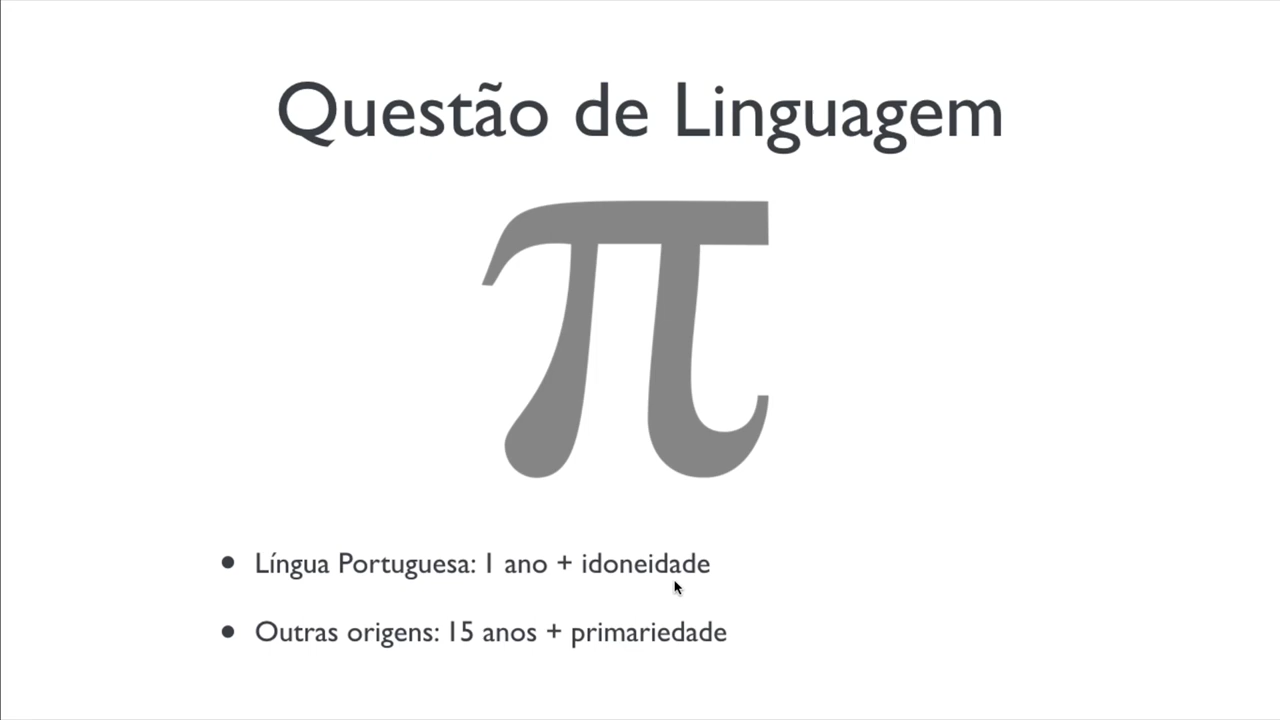 Questão de Linguagem
π
• Língua Portuguesa: 1 ano + idoneidade
• Outras origens: 15 anos + primariedade